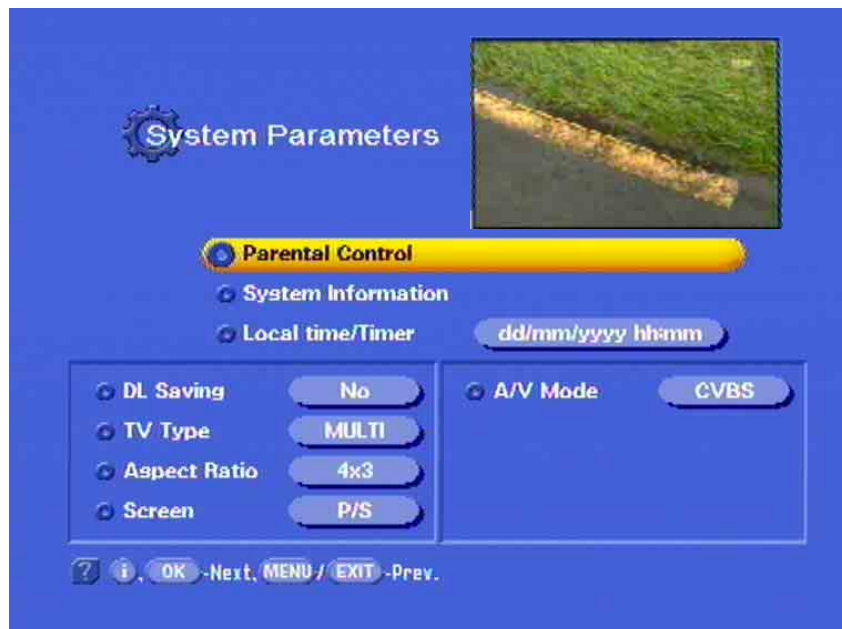 System Parameters
Parental Control
System Information
Local time/Timer dd/mm/yyyy hh:mm
DL Saving No
TV Type MULTI
Aspect Ratio 4x3
Screen P/S
A/V Mode CVBS
? i, OK -Next, MENU / EXIT -Prev.